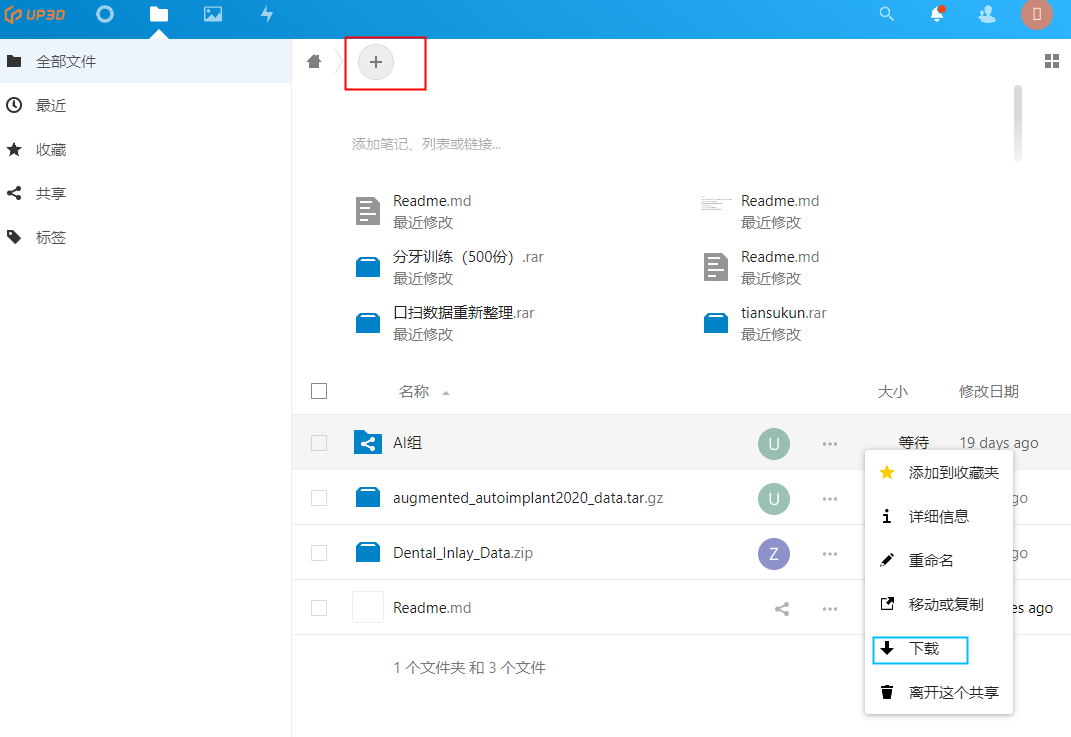 UP3D
全部文件
最近
收藏
共享
标签
添加笔记、列表或链接...
Readme.md
最近修改
Readme.md
最近修改
分牙训练（500份）.rar
最近修改
Readme.md
最近修改
口扫数据重新整理.rar
最近修改
tiansukun.rar
最近修改
名称
大小
修改日期
AI组
U
等待
19 days ago
augmented_autoimplant2020_data.tar.gz
U
go
Dental_Inlay_Data.zip
Z
go
Readme.md
es ago
1 个文件夹 和 3 个文件
添加到收藏夹
详细信息
重命名
移动或复制
下载
离开这个共享